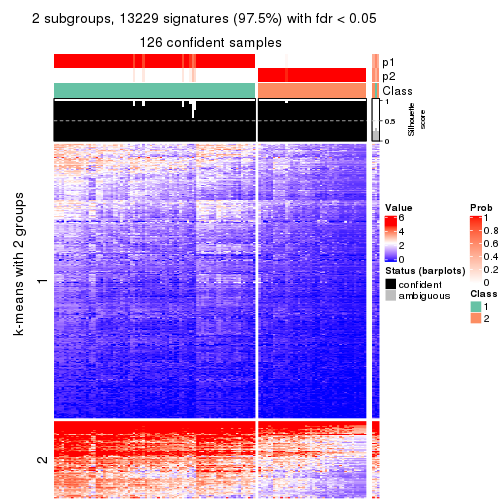 2 subgroups, 13229 signatures (97.5%) with fdr < 0.05
126 confident samples
p1
p2
Class
1
0.5
0
Silhouette
score
k-means with 2 groups
1
2
Value
6
4
2
0
Status (barplots)
confident
ambiguous
Prob
1
0.8
0.6
0.4
0.2
0
Class
1
2